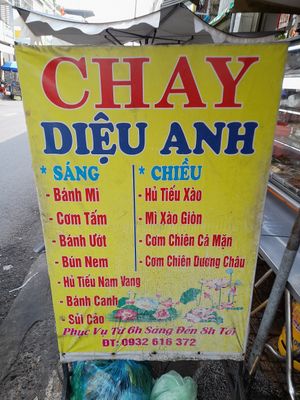 CHAY
DIỆU ANH
* SÁNG
- Bánh Mì
- Cơm Tấm
- Bánh Ướt
- Bún Nem
- Hủ Tiếu Nam Vang
- Bánh Canh
- Sủi Cảo
* CHIỀU
- Hủ Tiếu Xào
- Mì Xào Giòn
- Cơm Chiên Cá Mặn
- Cơm Chiên Dương Châu
Phục Vụ Từ 6h Sáng Đến 8h Tối
ĐT: 0932 616 372